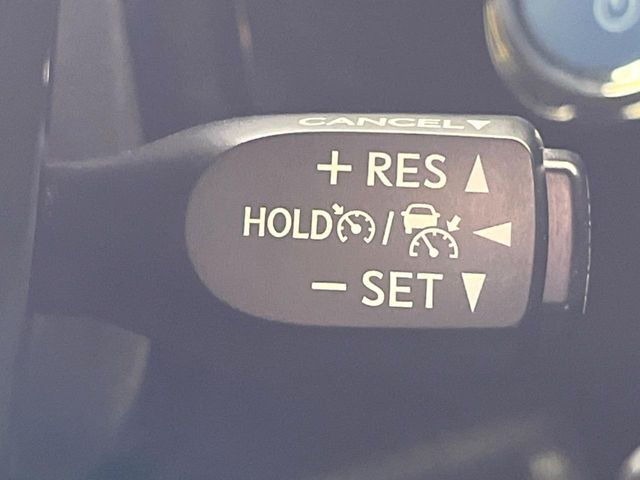 CANCEL
+ RES
HOLD /
- SET